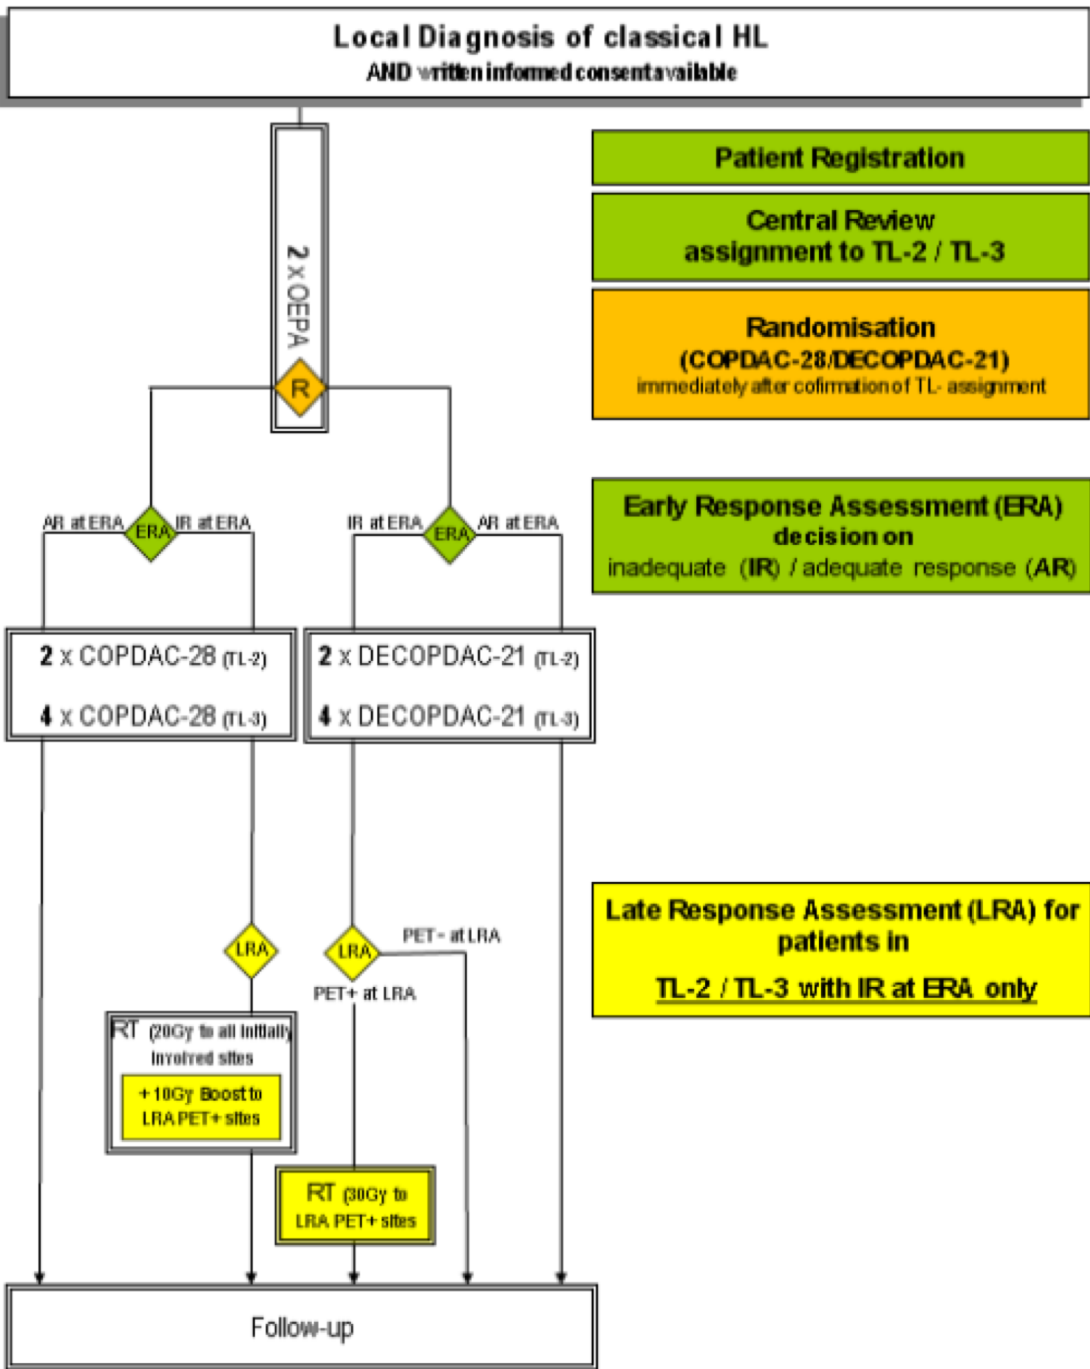 Local Diagnosis of classical HL
AND written informed consent available
2 x OEPA
R
Patient Registration
Central Review
assignment to TL-2 / TL-3
Randomisation
(COPDAC-28/DECOPDAC-21)
immediately after cofirmation of TL- assignment
AR at ERA
ERA
IR at ERA
IR at ERA
ERA
AR at ERA
Early Response Assessment (ERA)
decision on
inadequate (IR) / adequate response (AR)
2 x COPDAC-28 (TL-2)
4 x COPDAC-28 (TL-3)
2 x DECOPDAC-21 (TL-2)
4 x DECOPDAC-21 (TL-3)
LRA
LRA
PET- at LRA
PET+ at LRA
Late Response Assessment (LRA) for
patients in
TL-2 / TL-3 with IR at ERA only
RT (20Gy to all initially
involved sites
+ 10Gy Boost to
LRA PET+ sites
RT (30Gy to
LRA PET+ sites
Follow-up